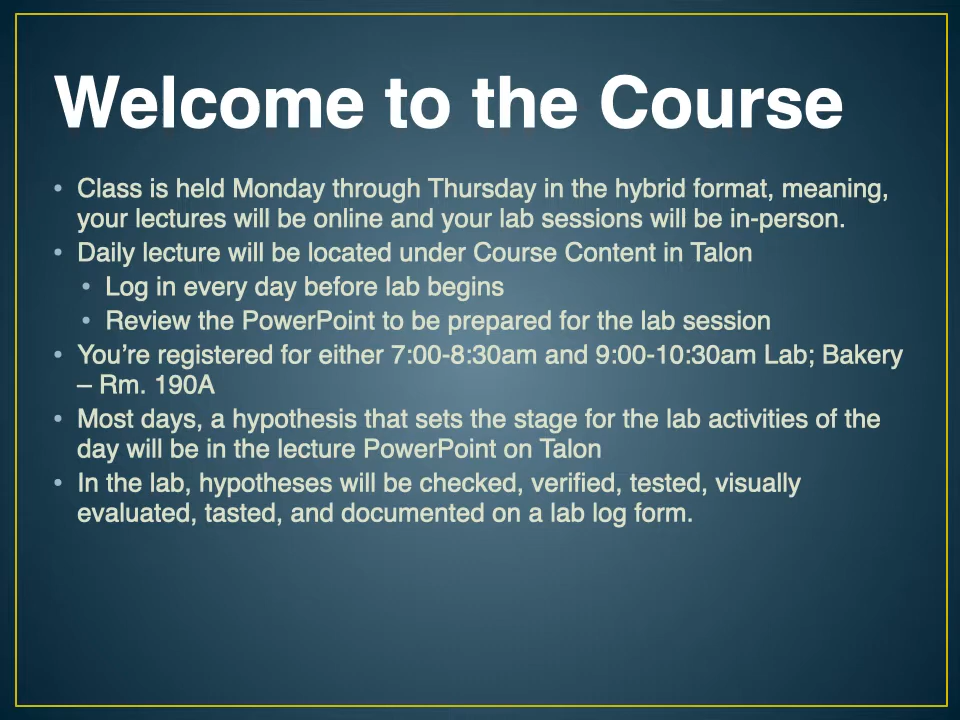 Welcome to the Course
• Class is held Monday through Thursday in the hybrid format, meaning,
your lectures will be online and your lab sessions will be in-person.
• Daily lecture will be located under Course Content in Talon
• Log in every day before lab begins
• Review the PowerPoint to be prepared for the lab session
• You’re registered for either 7:00-8:30am and 9:00-10:30am Lab; Bakery
– Rm. 190A
• Most days, a hypothesis that sets the stage for the lab activities of the
day will be in the lecture PowerPoint on Talon
• In the lab, hypotheses will be checked, verified, tested, visually
evaluated, tasted, and documented on a lab log form.